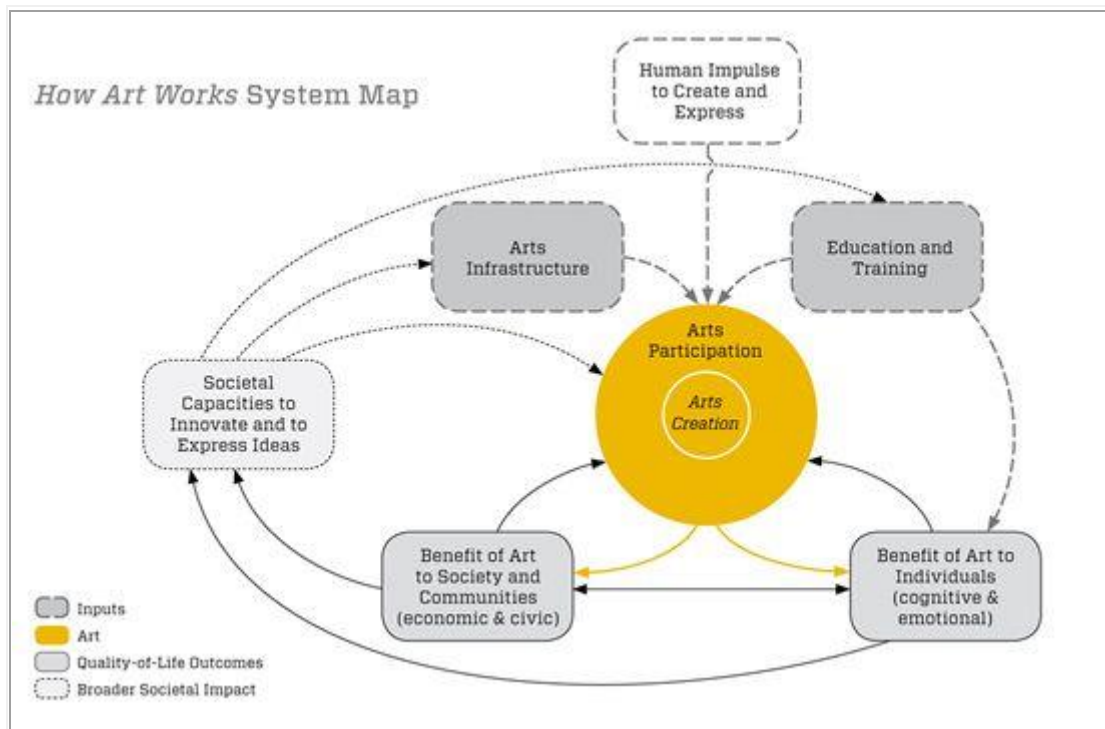 How Art Works System Map
Human Impulse
to Create and
Express
Arts
Infrastructure
Education and
Training
Arts
Participation
Arts
Creation
Societal
Capacities to
Innovate and to
Express Ideas
Benefit of Art
to Society and
Communities
(economic & civic)
Benefit of Art to
Individuals
(cognitive &
emotional)
Inputs
Art
Quality-of-Life Outcomes
Broader Societal Impact